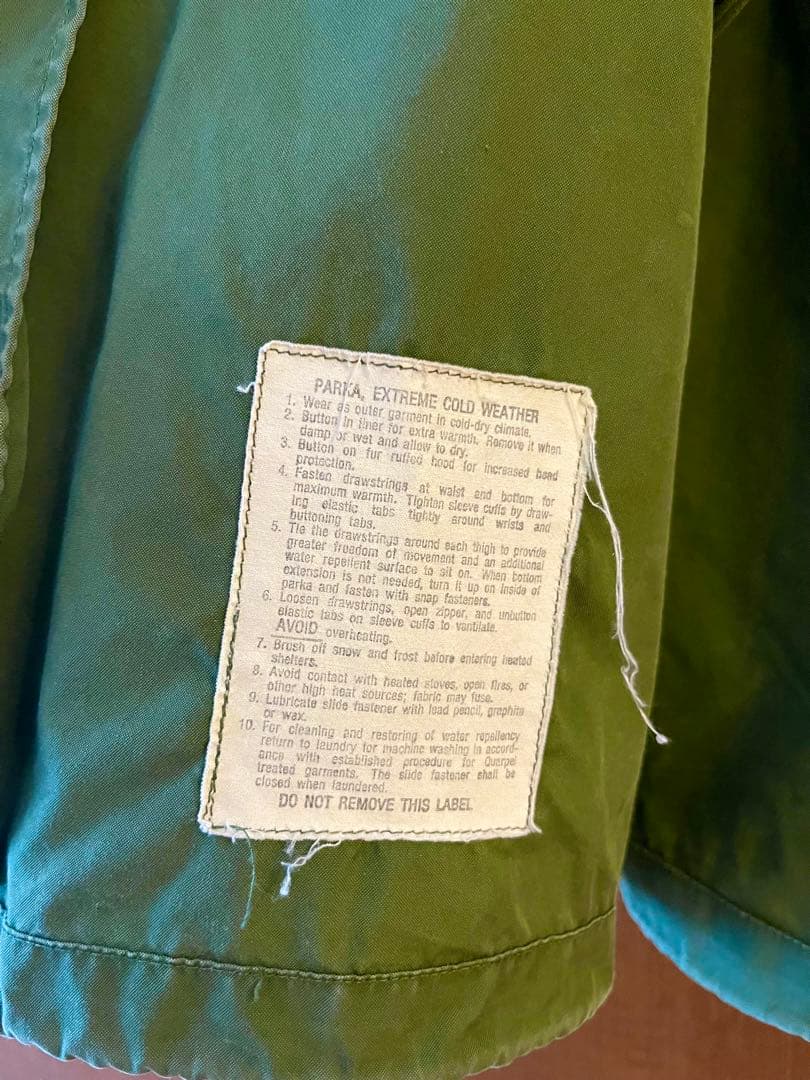 PARKA, EXTREME COLD WEATHER
1. Wear as outer garment in cold-dry climate.
2. Button in liner for extra warmth. Remove it when
damp or wet and allow to dry.
3. Button on fur ruffed hood for increased head
protection.
4. Fasten drawstrings at waist and bottom for
maximum warmth. Tighten sleeve cuffs by draw-
ing elastic tabs tightly around wrists and
buttoning tabs.
5. Tie the drawstrings around each thigh to provide
greater freedom of movement and an additional
water repellent surface to sit on. When bottom
extension is not needed, turn it up on inside of
parka and fasten with snap fasteners.
6. Loosen drawstrings, open zipper, and unbutton
elastic tabs on sleeve cuffs to ventilate.
AVOID overheating.
7. Brush off snow and frost before entering heated
shelters.
8. Avoid contact with heated stoves, open fires, or
other high heat sources; fabric may fuse.
9. Lubricate slide fastener with lead pencil, graphite
or wax.
10. For cleaning and restoring of water repellency
return to laundry for machine washing in accord-
ance with established procedure for Quarpel
treated garments. The slide fastener shall be
closed when laundered.
DO NOT REMOVE THIS LABEL